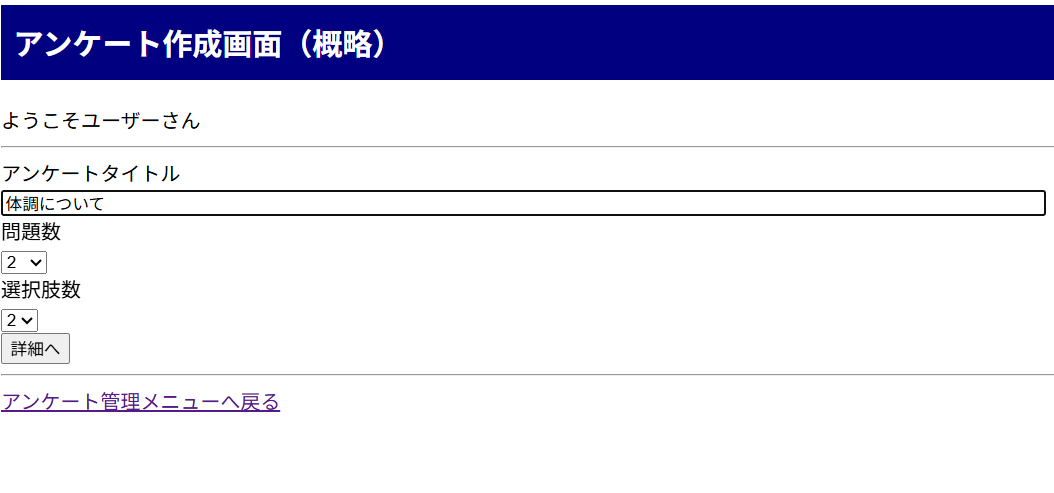 アンケート作成画面（概略）
ようこそユーザーさん
アンケートタイトル
体調について
問題数
2
選択肢数
2
詳細へ
アンケート管理メニューへ戻る